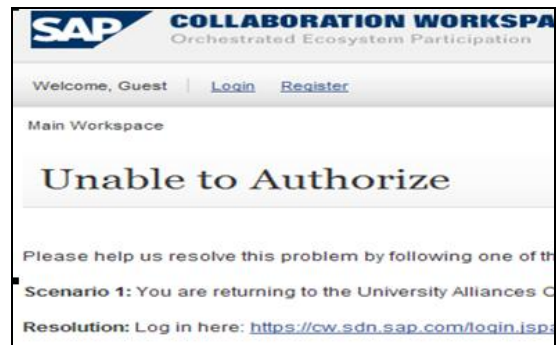 SAP COLLABORATION WORKSPA
Orchestrated Ecosystem Participation
Welcome, Guest | Login Register
Main Workspace
Unable to Authorize
Please help us resolve this problem by following one of th
Scenario 1: You are returning to the University Alliances C
Resolution: Log in here: https://cw.sdn.sap.com/login.jspa